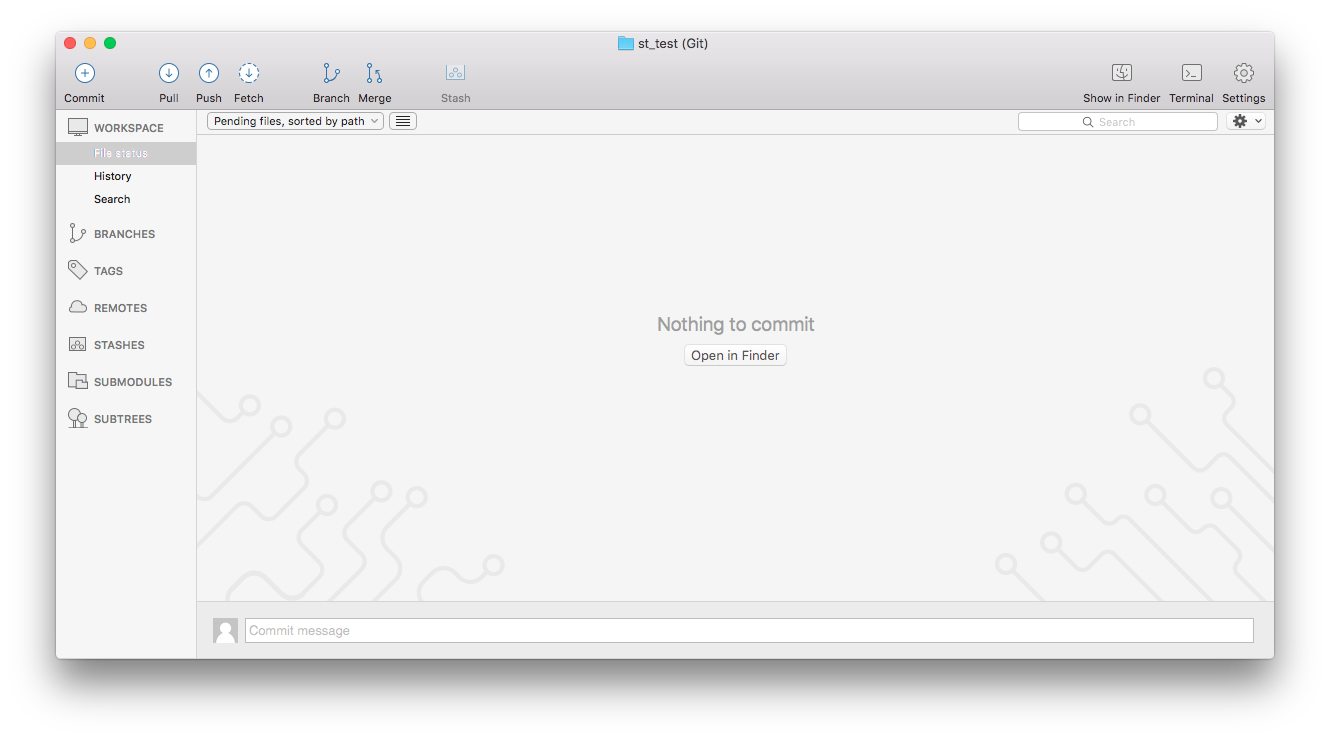 st_test (Git)
Commit Pull Push Fetch Branch Merge Stash Show in Finder Terminal Settings
WORKSPACE
File status
History
Search
BRANCHES
TAGS
REMOTES
STASHES
SUBMODULES
SUBTREES
Pending files, sorted by path
Search
Nothing to commit
Open in Finder
Commit message